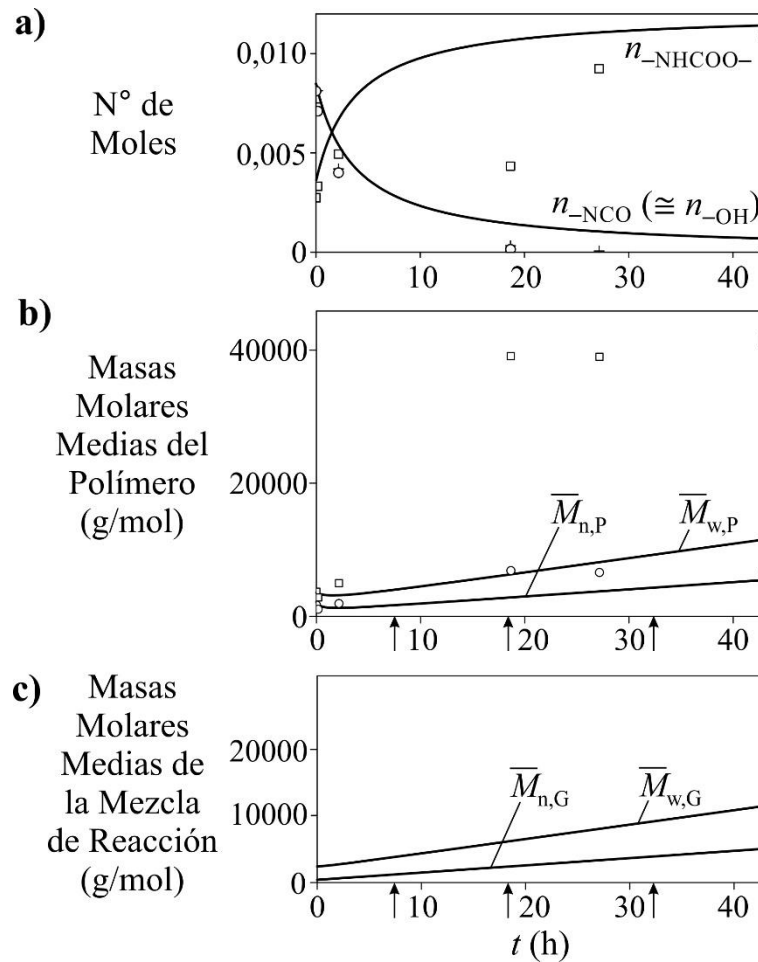 a)
N° de
Moles
0,010
0,005
0
n–NHCOO–
n–NCO (≅ n–OH)
0 10 20 30 40
b)
Masas
Molares
Medias del
Polímero
(g/mol)
40000
20000
0
M̅n,P
M̅w,P
0 10 20 30 40
c)
Masas
Molares
Medias de
la Mezcla
de Reacción
(g/mol)
20000
10000
0
M̅n,G
M̅w,G
0 10 20 30 40
t (h)